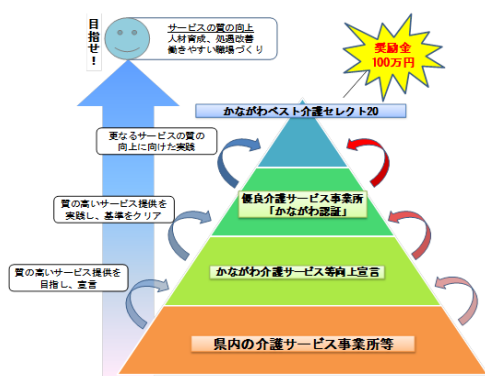 目指せ！
サービスの質の向上
人材育成、処遇改善
働きやすい職場づくり
奨励金
100万円
かながわベスト介護セレクト20
更なるサービスの質の
向上に向けた実践
優良介護サービス事業所
「かながわ認証」
質の高いサービス提供を
実践し、基準をクリア
かながわ介護サービス等向上宣言
質の高いサービス提供を
目指し、宣言
県内の介護サービス事業所等